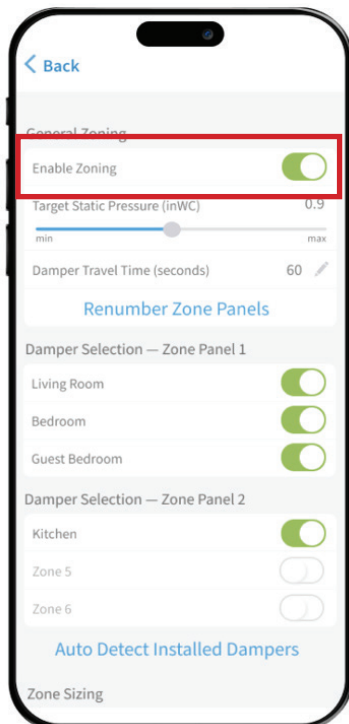 Back
General Zoning
Enable Zoning
Target Static Pressure (inWC) 0.9
min max
Damper Travel Time (seconds) 60
Renumber Zone Panels
Damper Selection — Zone Panel 1
Living Room
Bedroom
Guest Bedroom
Damper Selection — Zone Panel 2
Kitchen
Zone 5
Zone 6
Auto Detect Installed Dampers
Zone Sizing